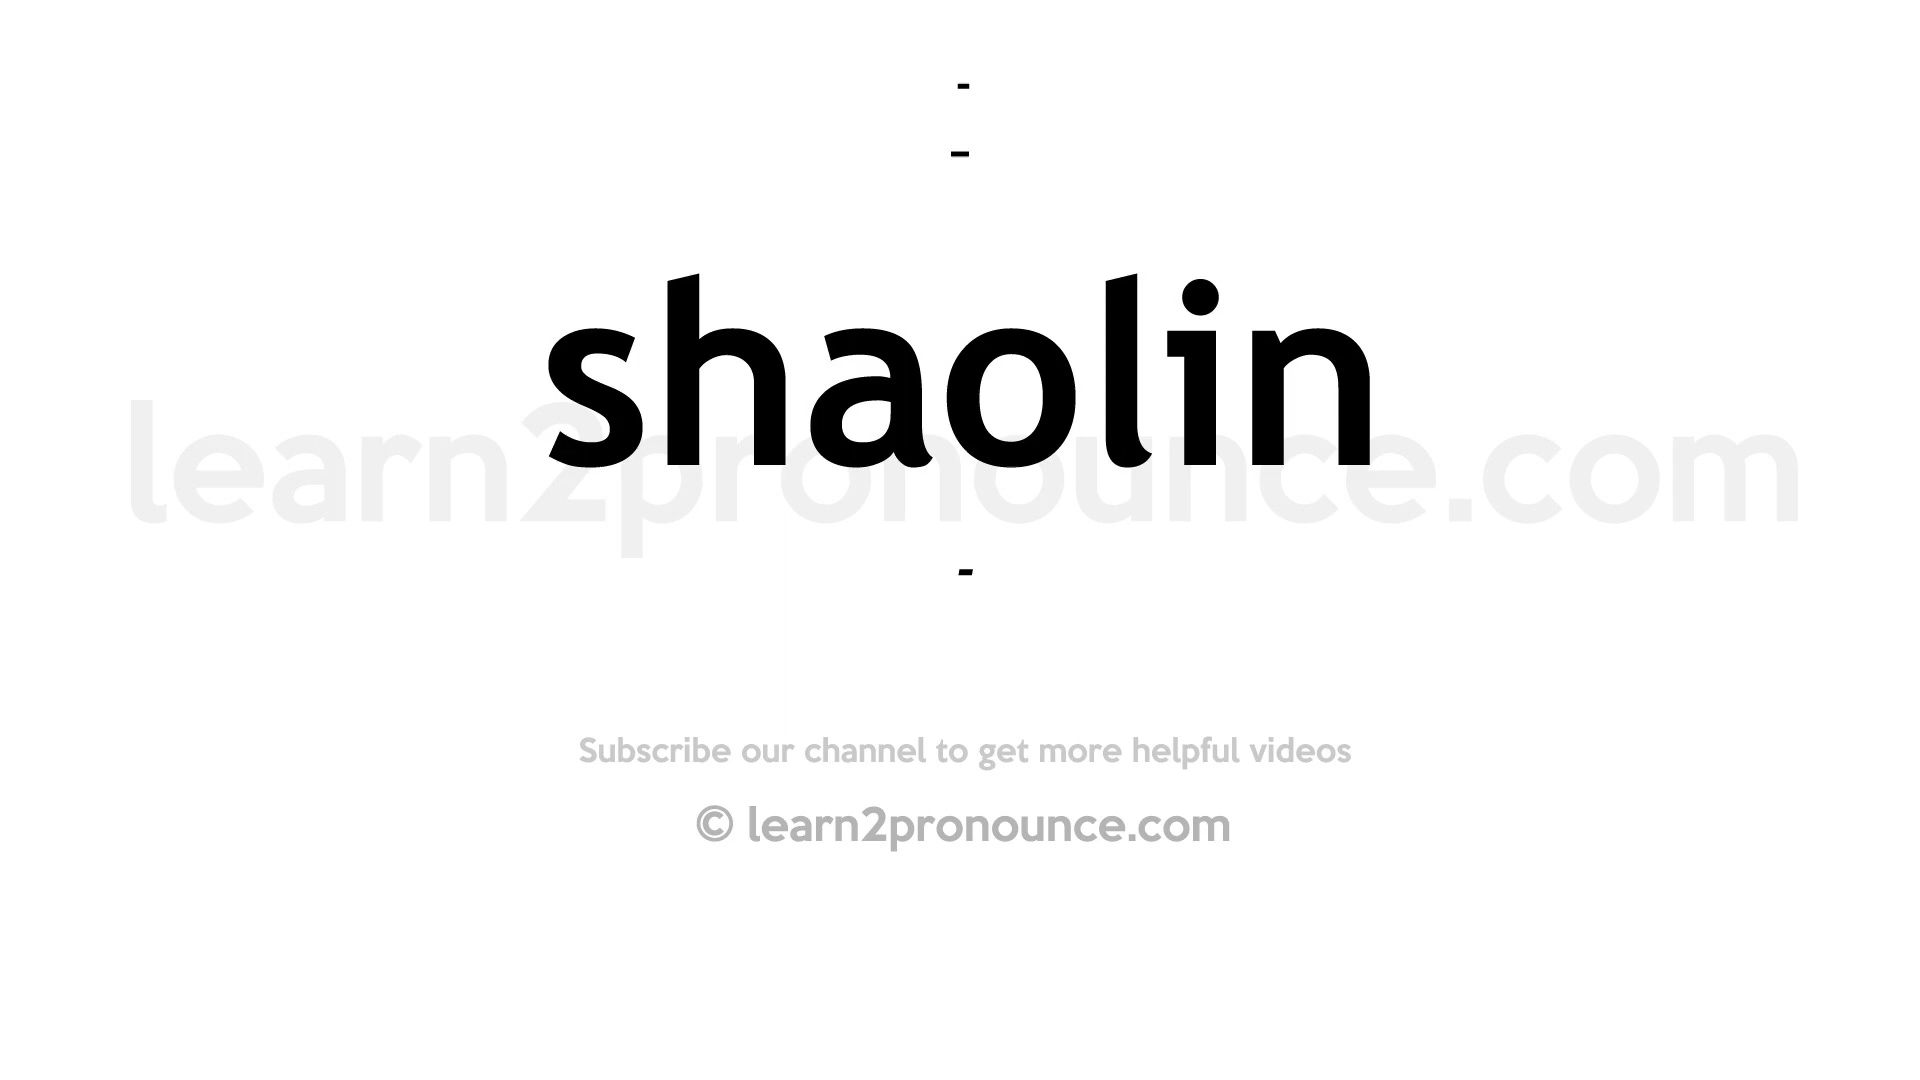 -
-
shaolin
learn2pronounce.com
-
Subscribe our channel to get more helpful videos
© learn2pronounce.com